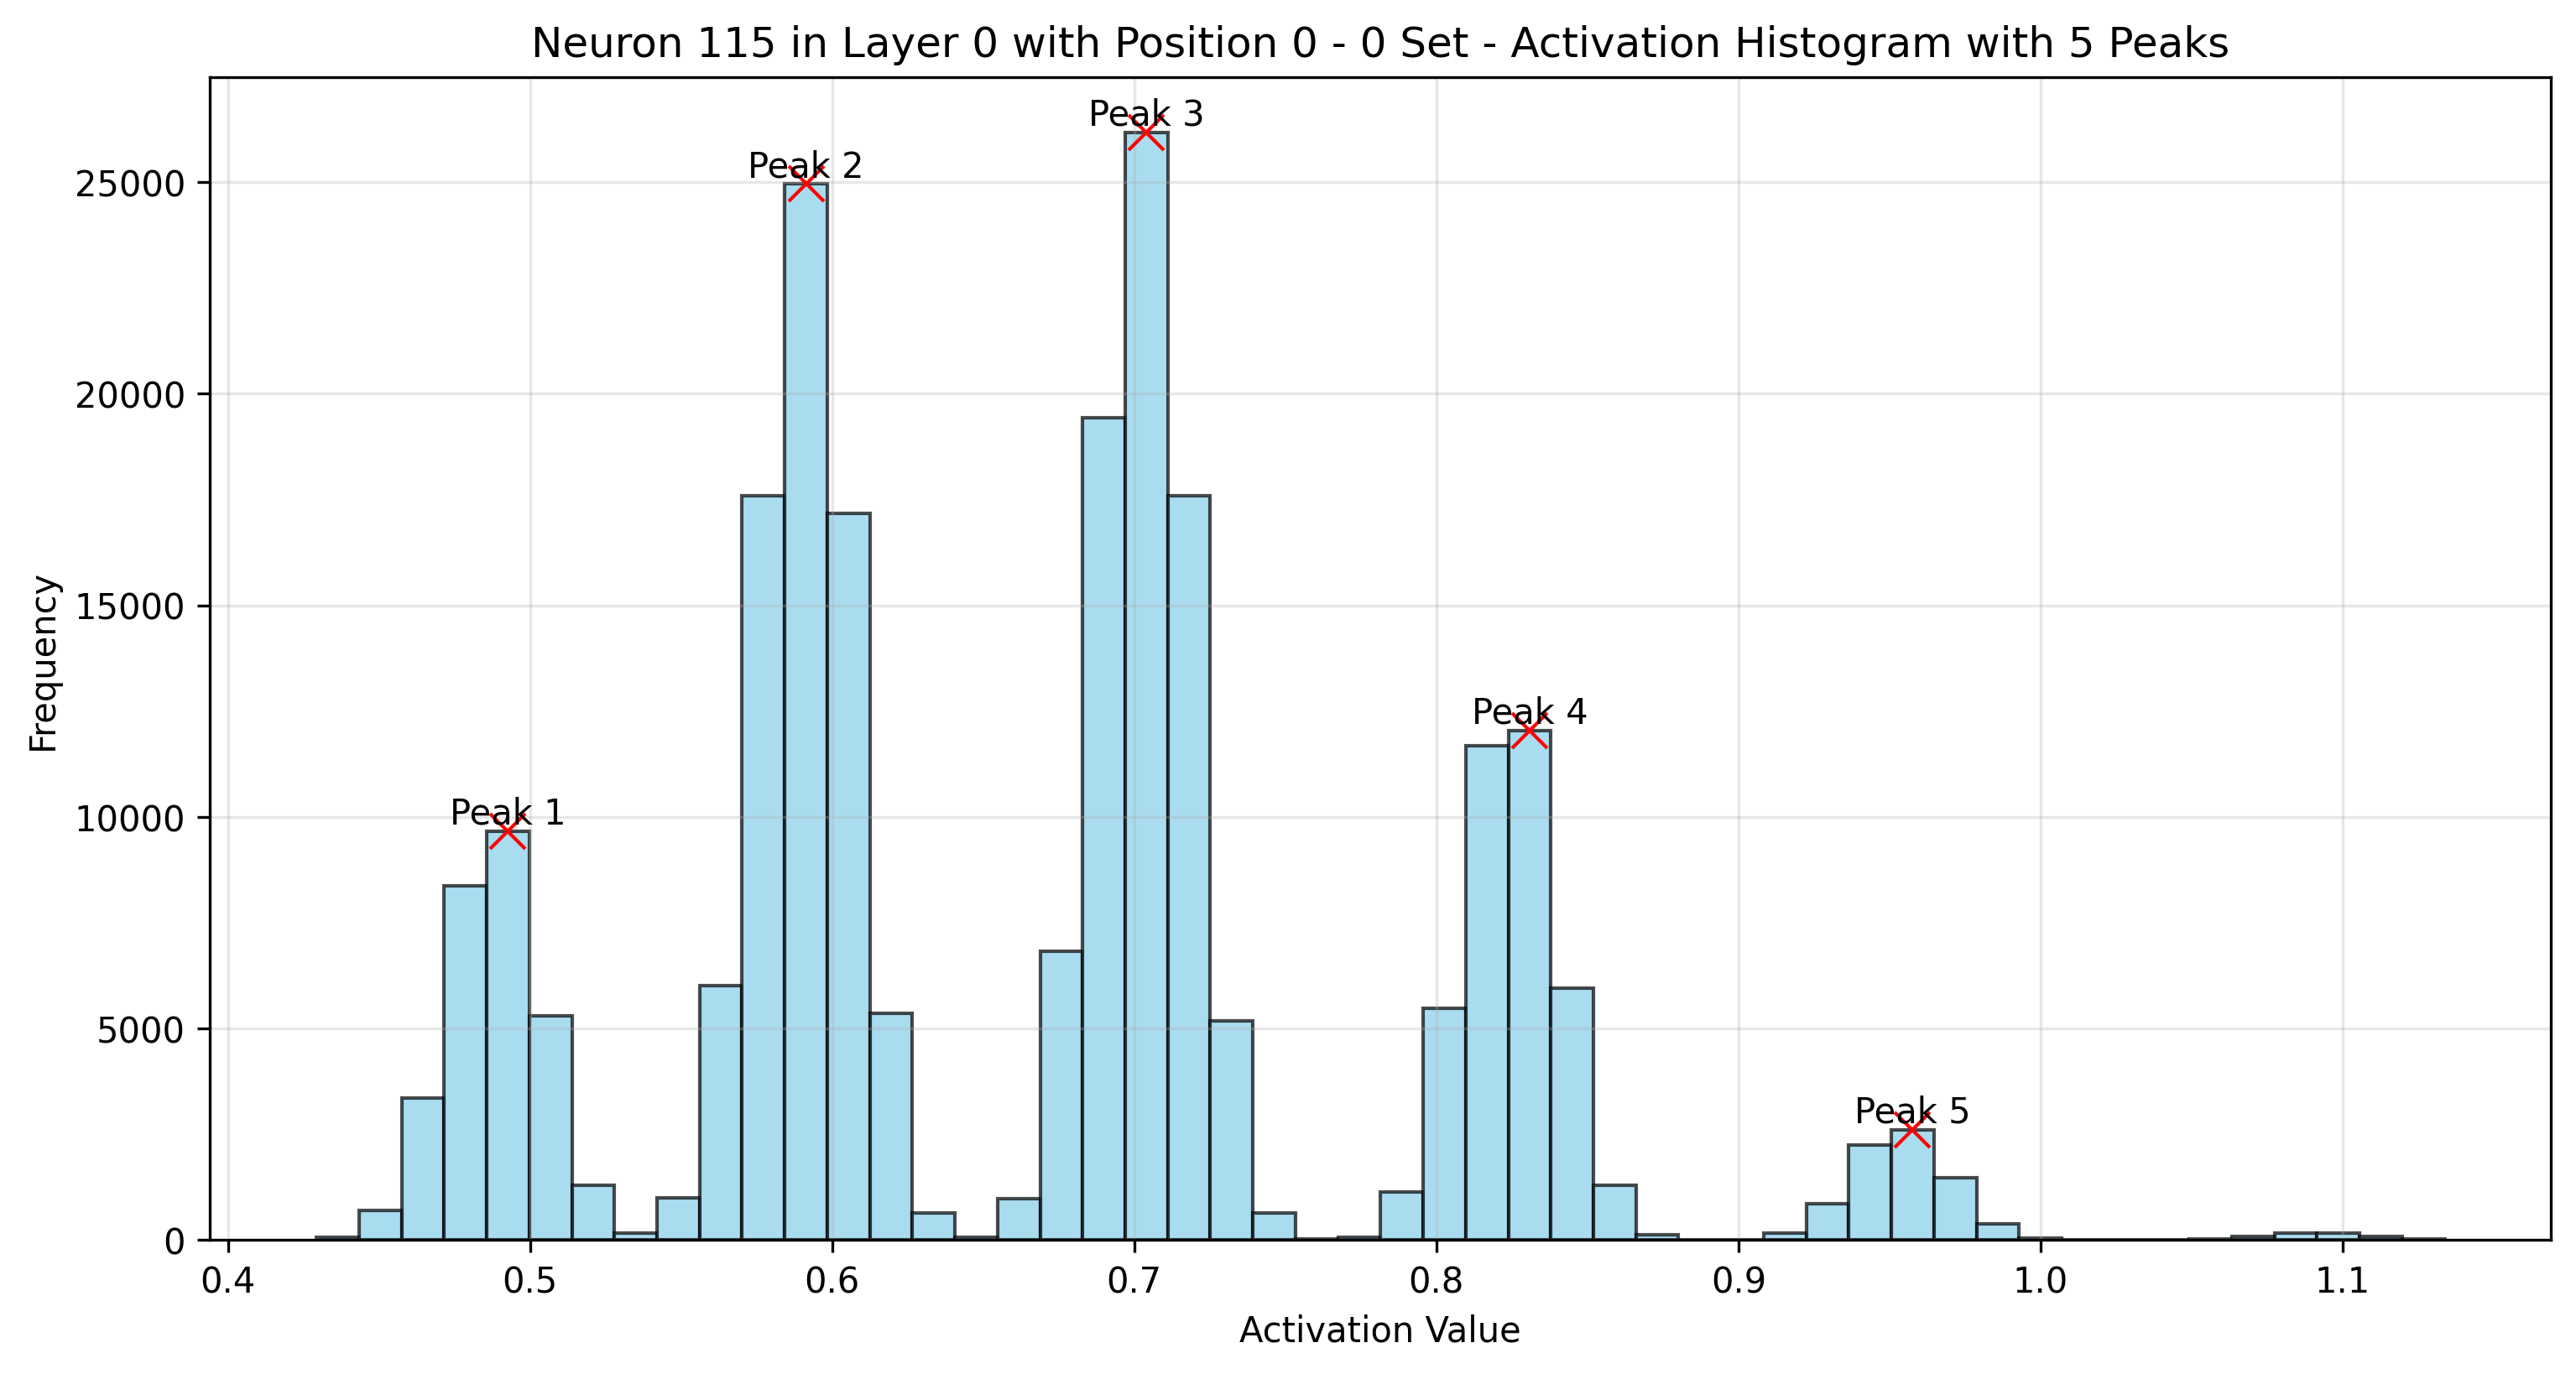 Neuron 115 in Layer 0 with Position 0 - 0 Set - Activation Histogram with 5 Peaks
Peak 3
Peak 2
Peak 4
Peak 1
Peak 5
25000
20000
15000
10000
5000
0
Frequency
0.4 0.5 0.6 0.7 0.8 0.9 1.0 1.1
Activation Value